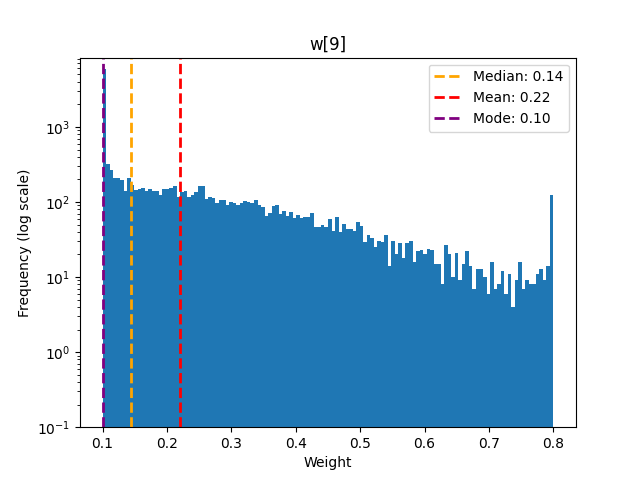 w[9]
Median: 0.14
Mean: 0.22
Mode: 0.10
Frequency (log scale)
10³
10²
10¹
10⁰
10⁻¹
0.1 0.2 0.3 0.4 0.5 0.6 0.7 0.8
Weight